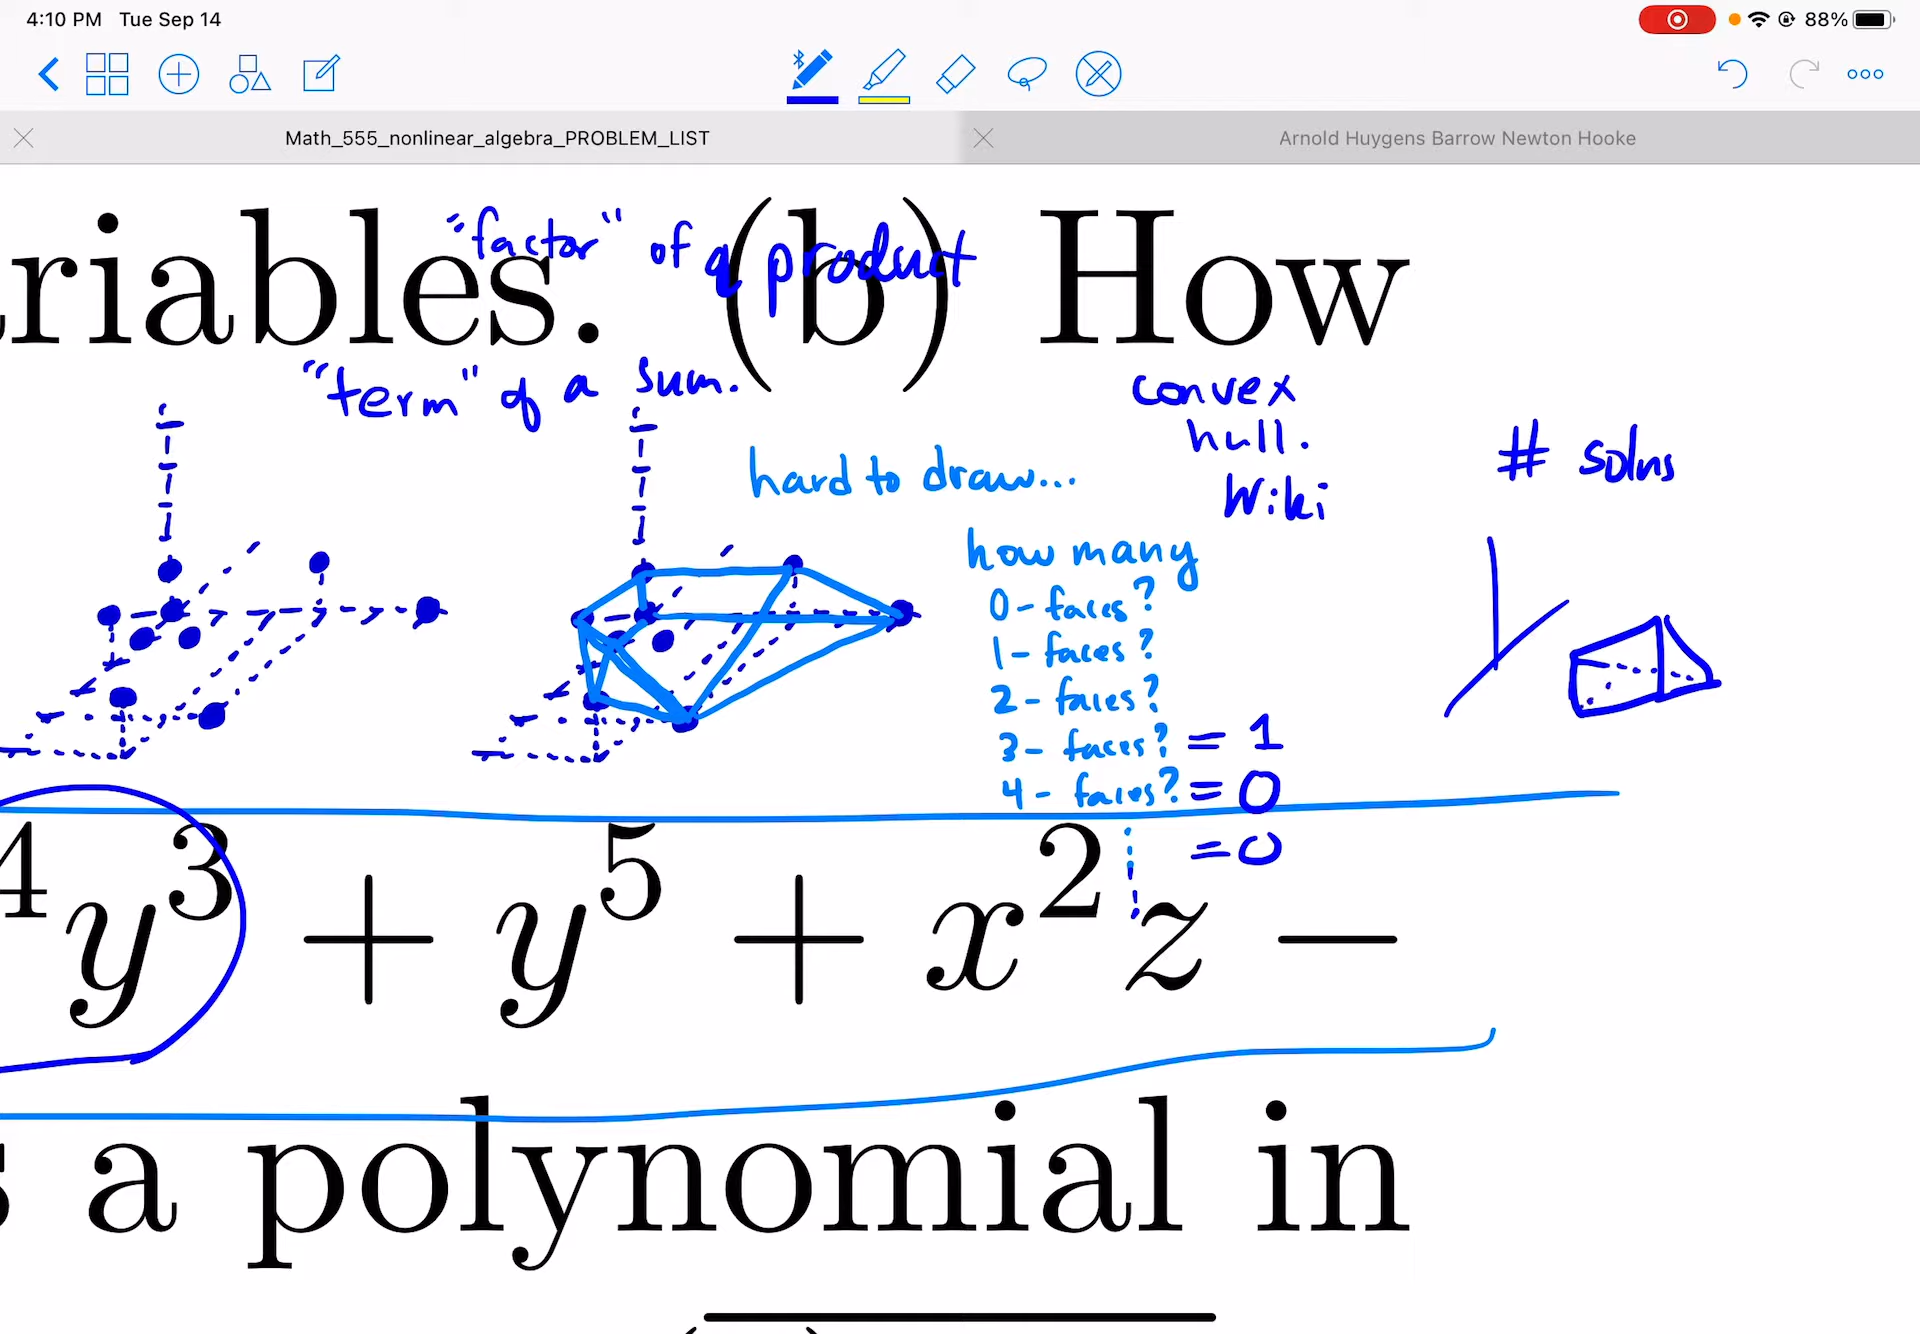 4:10 PM Tue Sep 14
88%
Math_555_nonlinear_algebra_PROBLEM_LIST
Arnold Huygens Barrow Newton Hooke
riables. (b) How
"factor" of a product
"term" of a sum.
convex
hull.
Wiki
# solns
hard to draw...
how many
0-faces?
1-faces?
2-faces?
3-faces? = 1
4-faces? = 0
= 0
4y³ + y⁵ + x²z −
s a polynomial in